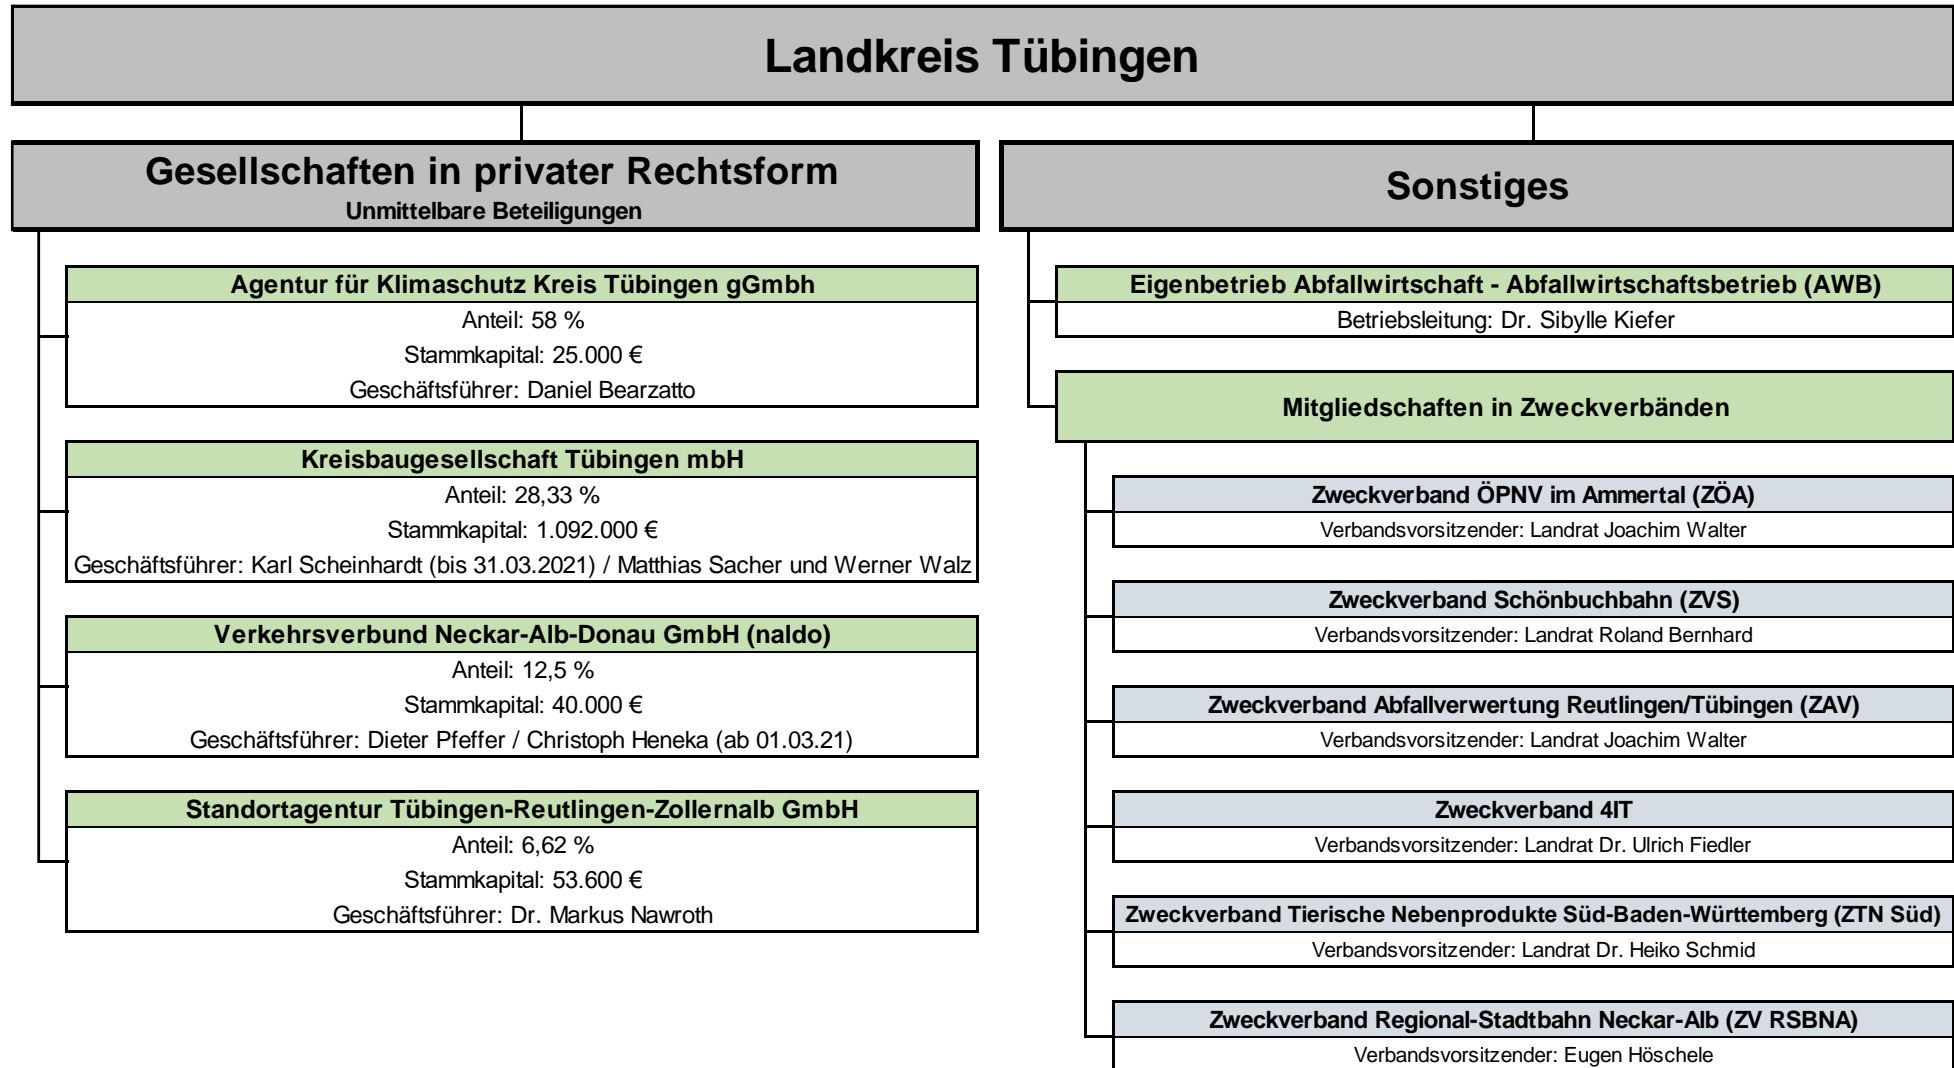 Landkreis Tübingen
Gesellschaften in privater Rechtsform
Unmittelbare Beteiligungen
Agentur für Klimaschutz Kreis Tübingen gGmbh
Anteil: 58 %
Stammkapital: 25.000 €
Geschäftsführer: Daniel Bearzatto
Kreisbaugesellschaft Tübingen mbH
Anteil: 28,33 %
Stammkapital: 1.092.000 €
Geschäftsführer: Karl Scheinhardt (bis 31.03.2021) / Matthias Sacher und Werner Walz
Verkehrsverbund Neckar-Alb-Donau GmbH (naldo)
Anteil: 12,5 %
Stammkapital: 40.000 €
Geschäftsführer: Dieter Pfeffer / Christoph Heneka (ab 01.03.21)
Standortagentur Tübingen-Reutlingen-Zollernalb GmbH
Anteil: 6,62 %
Stammkapital: 53.600 €
Geschäftsführer: Dr. Markus Nawroth
Sonstiges
Eigenbetrieb Abfallwirtschaft - Abfallwirtschaftsbetrieb (AWB)
Betriebsleitung: Dr. Sibylle Kiefer
Mitgliedschaften in Zweckverbänden
Zweckverband ÖPNV im Ammertal (ZÖA)
Verbandsvorsitzender: Landrat Joachim Walter
Zweckverband Schönbuchbahn (ZVS)
Verbandsvorsitzender: Landrat Roland Bernhard
Zweckverband Abfallverwertung Reutlingen/Tübingen (ZAV)
Verbandsvorsitzender: Landrat Joachim Walter
Zweckverband 4IT
Verbandsvorsitzender: Landrat Dr. Ulrich Fiedler
Zweckverband Tierische Nebenprodukte Süd-Baden-Württemberg (ZTN Süd)
Verbandsvorsitzender: Landrat Dr. Heiko Schmid
Zweckverband Regional-Stadtbahn Neckar-Alb (ZV RSBNA)
Verbandsvorsitzender: Eugen Höschele